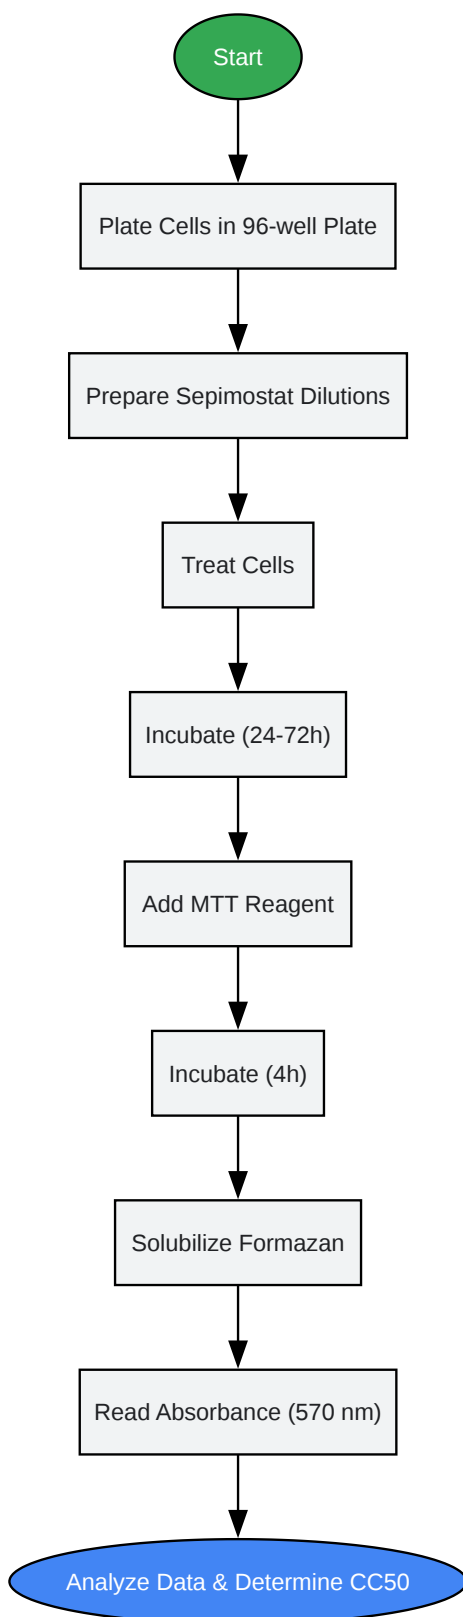 Start
Plate Cells in 96-well Plate
Prepare Sepimostat Dilutions
Treat Cells
Incubate (24-72h)
Add MTT Reagent
Incubate (4h)
Solubilize Formazan
Read Absorbance (570 nm)
Analyze Data & Determine CC50